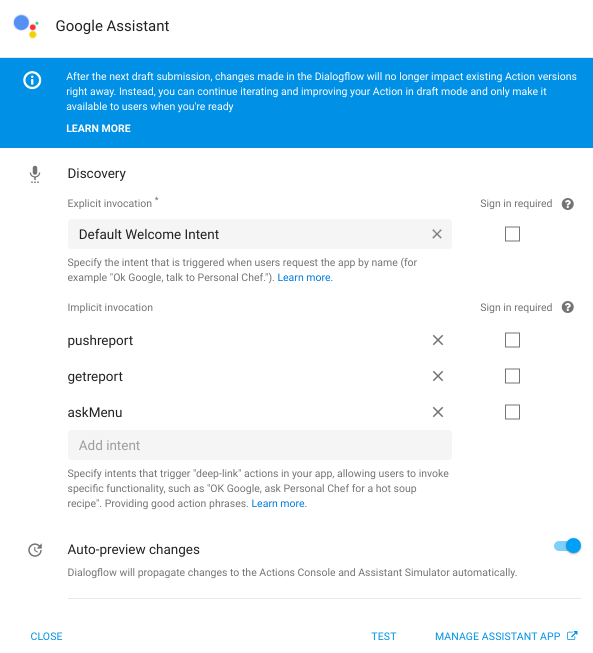 Google Assistant
After the next draft submission, changes made in the Dialogflow will no longer impact existing Action versions
right away. Instead, you can continue iterating and improving your Action in draft mode and only make it
available to users when you're ready
LEARN MORE
Discovery
Explicit invocation *
Sign in required
Default Welcome Intent
Specify the intent that is triggered when users request the app by name (for
example "Ok Google, talk to Personal Chef."). Learn more.
Implicit invocation
Sign in required
pushreport
getreport
askMenu
Add intent
Specify intents that trigger "deep-link" actions in your app, allowing users to invoke
specific functionality, such as "OK Google, ask Personal Chef for a hot soup
recipe". Providing good action phrases. Learn more.
Auto-preview changes
Dialogflow will propagate changes to the Actions Console and Assistant Simulator automatically.
CLOSE
TEST
MANAGE ASSISTANT APP